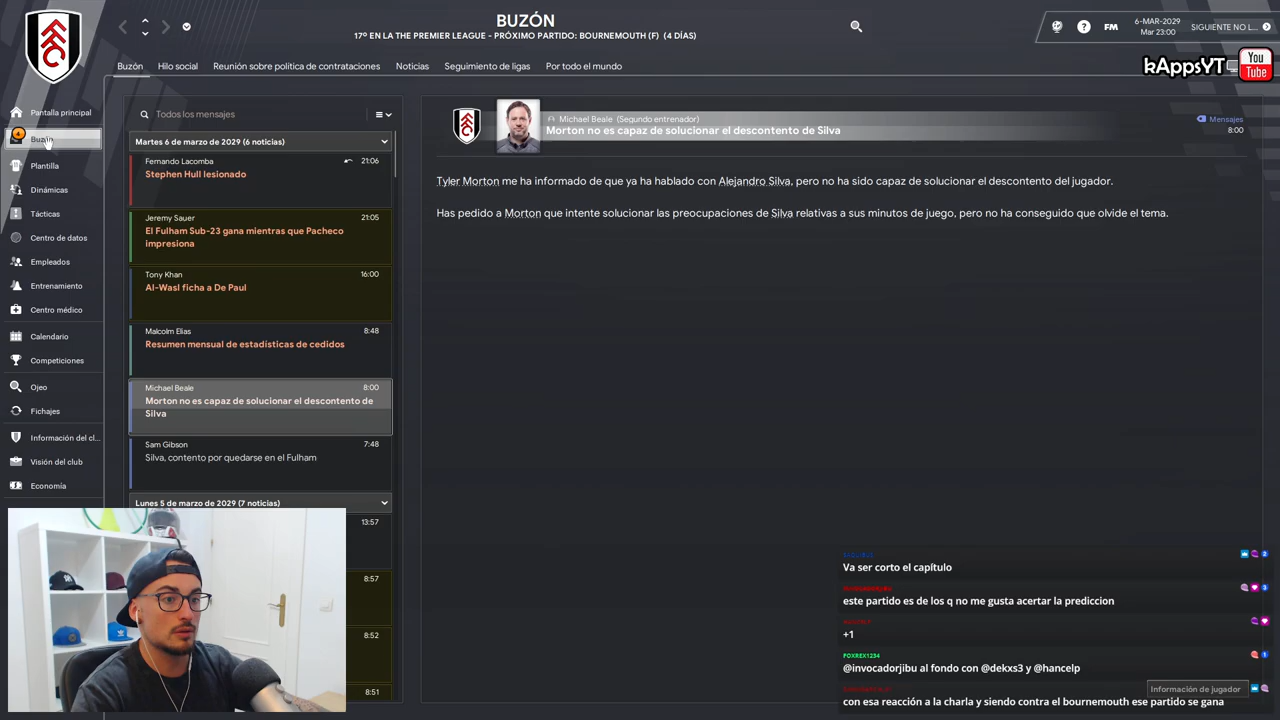 BUZÓN
17º EN LA THE PREMIER LEAGUE - PRÓXIMO PARTIDO: BOURNEMOUTH (F) (4 DÍAS)
FM
6-MAR-2029
Mar 23:00
SIGUIENTE NO L...
kAppsYT
You
Tube
Buzón
Hilo social
Reunión sobre política de contrataciones
Noticias
Seguimiento de ligas
Por todo el mundo
Pantalla principal
4
Buzón
Plantilla
Dinámicas
Tácticas
Centro de datos
Empleados
Entrenamiento
Centro médico
Calendario
Competiciones
Ojeo
Fichajes
Información del cl...
Visión del club
Economía
Todos los mensajes
Martes 6 de marzo de 2029 (6 noticias)
Fernando Lacomba 21:06
Stephen Hull lesionado
Jeremy Sauer 21:05
El Fulham Sub-23 gana mientras que Pacheco
impresiona
Tony Khan 16:00
Al-Wasl ficha a De Paul
Malcolm Elias 8:48
Resumen mensual de estadísticas de cedidos
Michael Beale 8:00
Morton no es capaz de solucionar el descontento de
Silva
Sam Gibson 7:48
Silva, contento por quedarse en el Fulham
Lunes 5 de marzo de 2029 (7 noticias)
13:57
8:57
8:52
8:51
Michael Beale (Segundo entrenador)
Morton no es capaz de solucionar el descontento de Silva
Mensajes
8:00
Tyler Morton me ha informado de que ya ha hablado con Alejandro Silva, pero no ha sido capaz de solucionar el descontento del jugador.
Has pedido a Morton que intente solucionar las preocupaciones de Silva relativas a sus minutos de juego, pero no ha conseguido que olvide el tema.
Va ser corto el capítulo
este partido es de los q no me gusta acertar la prediccion
+1
FOXREX1234
@invocadorjibu al fondo con @dekxs3 y @hancelp
Información de jugador
con esa reacción a la charla y siendo contra el bournemouth ese partido se gana